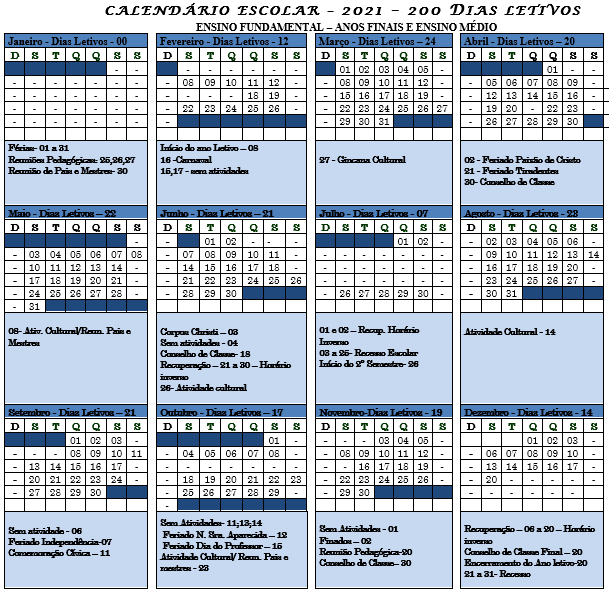 CALENDÁRIO ESCOLAR - 2021 – 200 DIAS LETIVOS
ENSINO FUNDAMENTAL – ANOS FINAIS E ENSINO MÉDIO
Janeiro - Dias Letivos - 00
D S T Q Q S S
- -
- - - - - - -
- - - - - - -
- - - - - - -
- - - - - - -
Férias- 01 a 31
Reuniões Pedagógicas: 25,26,27
Reunião de Pais e Mestres- 30
Fevereiro - Dias Letivos - 12
D S T Q Q S S
- - - - - -
- 08 09 10 11 12 -
- - - - 18 19 -
- 22 23 24 25 26 -
-
Início do ano Letivo – 08
16 -Carnaval
15,17 - sem atividades
Março - Dias Letivos – 24
D S T Q Q S S
01 02 03 04 05 -
- 08 09 10 11 12 -
- 15 16 17 18 19 -
- 22 23 24 25 26 27
- 29 30 31
27 - Gincana Cultural
Abril - Dias Letivos – 20
D S T Q Q S S
01 - -
- 05 06 07 08 09 -
- 12 13 14 15 16 -
- 19 20 - 22 23 -
- 26 27 28 29 30
02 - Feriado Paixão de Cristo
21 - Feriado Tiradentes
30- Conselho de Classe
Maio - Dias Letivos – 22
D S T Q Q S S
-
- 03 04 05 06 07 08
- 10 11 12 13 14 -
- 17 18 19 20 21 -
- 24 25 26 27 28 -
- 31
08- Ativ. Cultural/Reun. Pais e
Mestres
Junho - Dias Letivos – 21
D S T Q Q S S
- 01 02 - - -
- 07 08 09 10 11 -
- 14 15 16 17 18 -
- 21 22 23 24 25 26
- 28 29 30
Corpus Christi – 03
Sem atividades - 04
Conselho de Classe- 18
Recuperação – 21 a 30 – Horário
inverso
26- Atividade cultural
Julho - Dias Letivos – 07
D S T Q Q S S
01 02 -
- - - - - - -
- - - - - - -
- - - - - - -
- 26 27 28 29 30 -
01 e 02 – Recup. Horário
Inverso
03 a 25- Recesso Escolar
Início do 2º Semestre- 26
Agosto - Dias Letivos - 23
D S T Q Q S S
- 02 03 04 05 06 -
- 09 10 11 12 13 14
- 16 17 18 19 20 -
- 23 24 25 26 27 -
- 30 31
Atividade Cultural - 14
Setembro - Dias Letivos – 21
D S T Q Q S S
01 02 03 -
- - - 08 09 10 11
- 13 14 15 16 17 -
- 20 21 22 23 24 -
- 27 28 29 30
Sem atividade - 06
Feriado Independência-07
Comemoração Cívica – 11
Outubro - Dias Letivos – 17
D S T Q Q S S
01 -
- 04 05 06 07 08 -
- - - - - - -
- 18 19 20 21 22 23
- 25 26 27 28 29 -
-
Sem Atividades- 11;13;14
Feriado N. Sra. Aparecida – 12
Feriado Dia do Professor – 15
Atividade Cultural/ Reun. Pais e
mestres - 23
Novembro-Dias Letivos - 19
D S T Q Q S S
- - - 03 04 05 -
- 08 09 10 11 12 -
- - 16 17 18 19 -
- 22 23 24 25 26 -
- 29 30
Sem Atividades - 01
Finados – 02
Reunião Pedagógica-20
Conselho de Classe– 30
Dezembro - Dias Letivos - 14
D S T Q Q S S
01 02 03 -
- 06 07 08 09 10 -
- 13 14 15 16 17 -
- 20 - - - - -
- - - - - -
Recuperação – 06 a 20 – Horário
inverso
Conselho de Classe Final – 20
Encerramento do Ano letivo-20
21 a 31- Recesso